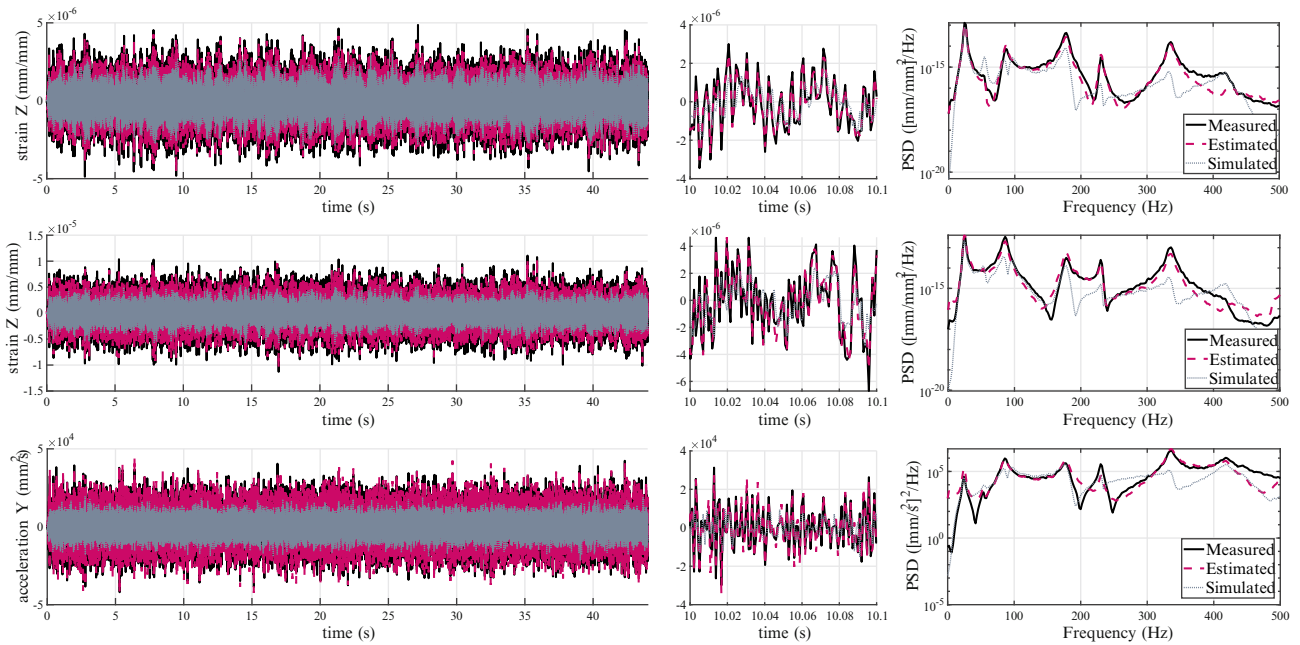 ×10⁻⁶
5
0
-5
strain Z (mm/mm)
0 5 10 15 20 25 30 35 40
time (s)
×10⁻⁶
4
2
0
-2
-4
10 10.02 10.04 10.06 10.08 10.1
time (s)
10⁻¹⁵
10⁻²⁰
PSD ([mm/mm]²/Hz)
Measured
Estimated
Simulated
0 100 200 300 400 500
Frequency (Hz)
×10⁻⁵
1.5
1
0.5
0
-0.5
-1
-1.5
strain Z (mm/mm)
0 5 10 15 20 25 30 35 40
time (s)
×10⁻⁶
4
2
0
-2
-4
-6
10 10.02 10.04 10.06 10.08 10.1
time (s)
10⁻¹⁵
10⁻²⁰
PSD ([mm/mm]²/Hz)
Measured
Estimated
Simulated
0 100 200 300 400 500
Frequency (Hz)
×10⁴
5
0
-5
acceleration Y (mm²/s)
0 5 10 15 20 25 30 35 40
time (s)
×10⁴
4
2
0
-2
-4
10 10.02 10.04 10.06 10.08 10.1
time (s)
10⁵
10⁰
10⁻⁵
PSD ([mm/s²]²/Hz)
Measured
Estimated
Simulated
0 100 200 300 400 500
Frequency (Hz)